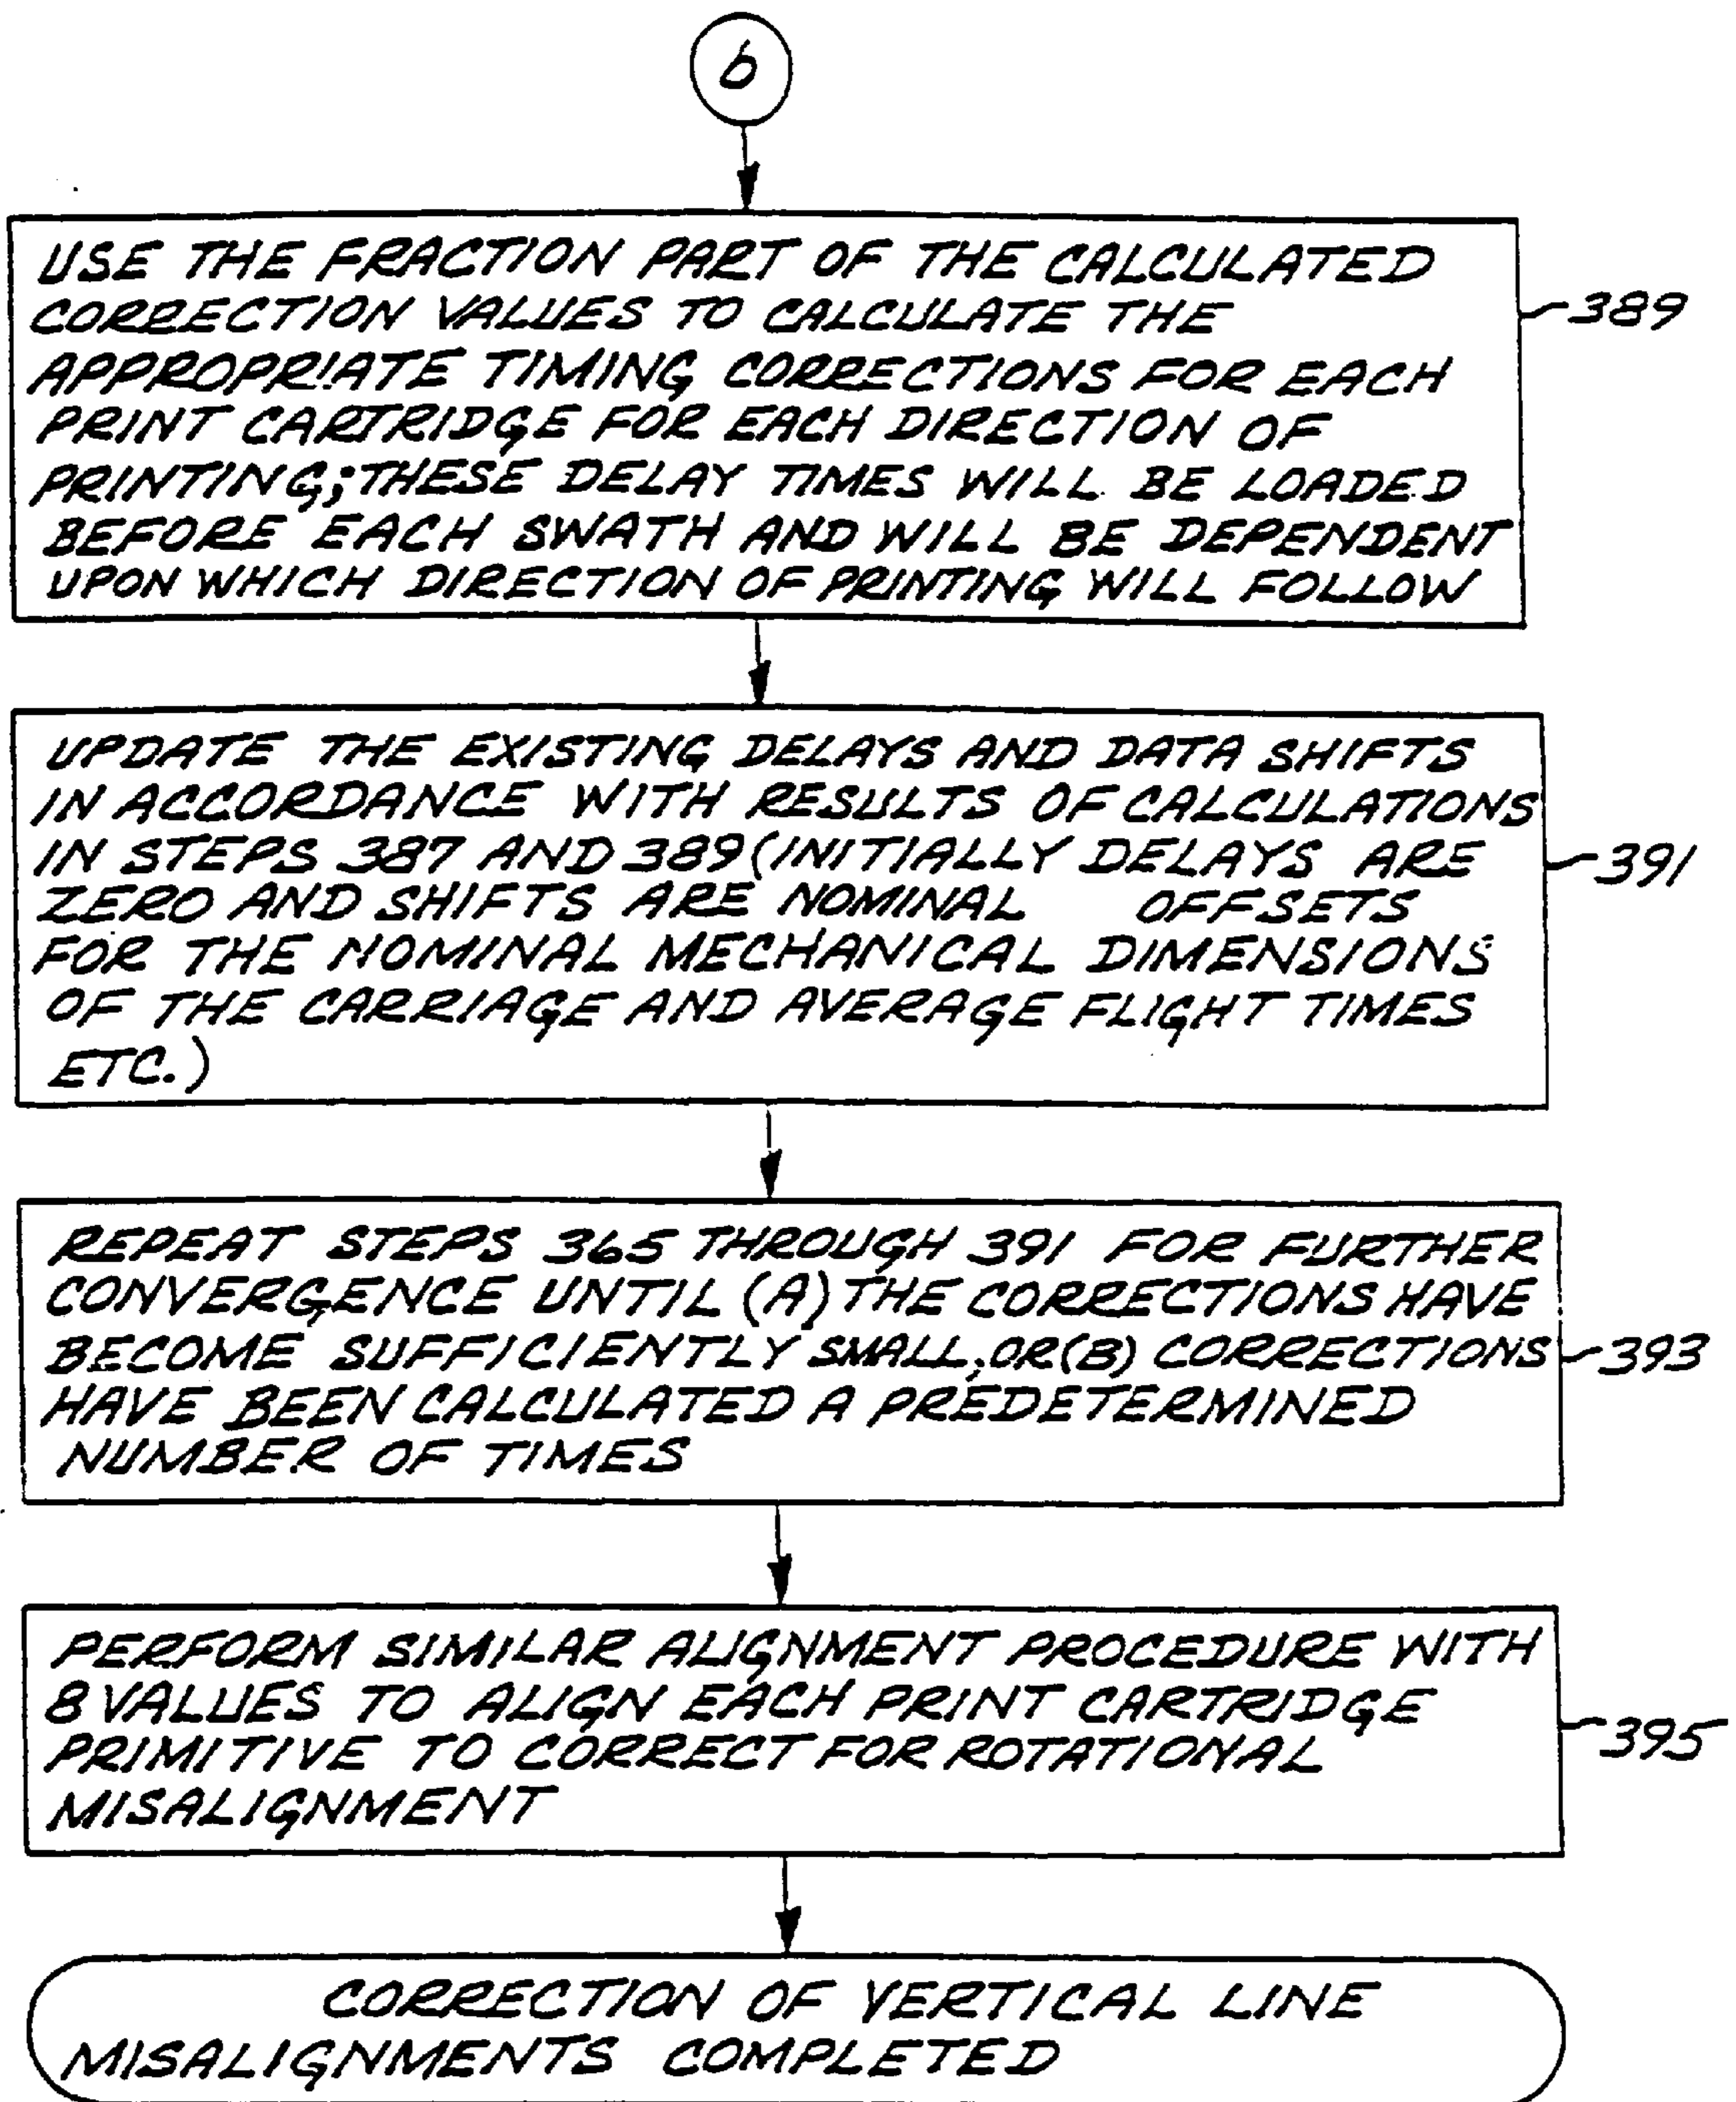 b
USE THE FRACTION PART OF THE CALCULATED
CORRECTION VALUES TO CALCULATE THE
APPROPRIATE TIMING CORRECTIONS FOR EACH
PRINT CARTRIDGE FOR EACH DIRECTION OF
PRINTING; THESE DELAY TIMES WILL BE LOADED
BEFORE EACH SWATH AND WILL BE DEPENDENT
UPON WHICH DIRECTION OF PRINTING WILL FOLLOW
389
UPDATE THE EXISTING DELAYS AND DATA SHIFTS
IN ACCORDANCE WITH RESULTS OF CALCULATIONS
IN STEPS 387 AND 389 (INITIALLY DELAYS ARE
ZERO AND SHIFTS ARE NOMINAL OFFSETS
FOR THE NOMINAL MECHANICAL DIMENSIONS
OF THE CARRIAGE AND AVERAGE FLIGHT TIMES
ETC.)
391
REPEAT STEPS 365 THROUGH 391 FOR FURTHER
CONVERGENCE UNTIL (A) THE CORRECTIONS HAVE
BECOME SUFFICIENTLY SMALL, OR (B) CORRECTIONS
HAVE BEEN CALCULATED A PREDETERMINED
NUMBER OF TIMES
393
PERFORM SIMILAR ALIGNMENT PROCEDURE WITH
8 VALUES TO ALIGN EACH PRINT CARTRIDGE
PRIMITIVE TO CORRECT FOR ROTATIONAL
MISALIGNMENT
395
CORRECTION OF VERTICAL LINE
MISALIGNMENTS COMPLETED